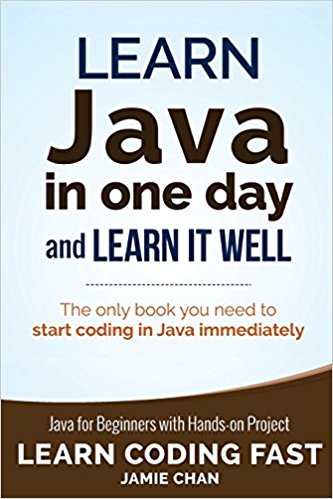 LEARN
Java
in one day
and LEARN IT WELL
The only book you need to
start coding in Java immediately
Java for Beginners with Hands-on Project
LEARN CODING FAST
JAMIE CHAN